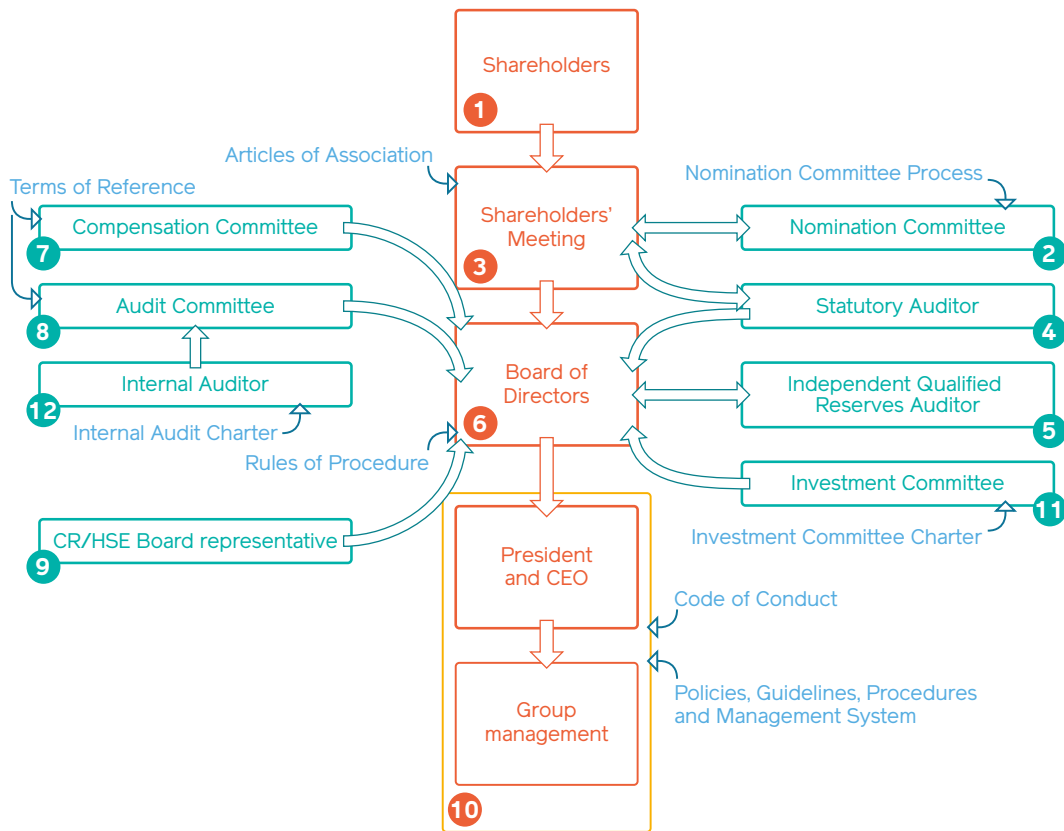 Shareholders
1
Articles of Association
Nomination Committee Process
Terms of Reference
Compensation Committee
7
Shareholders’
Meeting
3
Nomination Committee
2
Audit Committee
8
Statutory Auditor
4
Internal Auditor
12
Internal Audit Charter
Board of
Directors
6
Independent Qualified
Reserves Auditor
5
Rules of Procedure
Investment Committee
11
Investment Committee Charter
CR/HSE Board representative
9
President
and CEO
Code of Conduct
Policies, Guidelines, Procedures
and Management System
Group
management
10